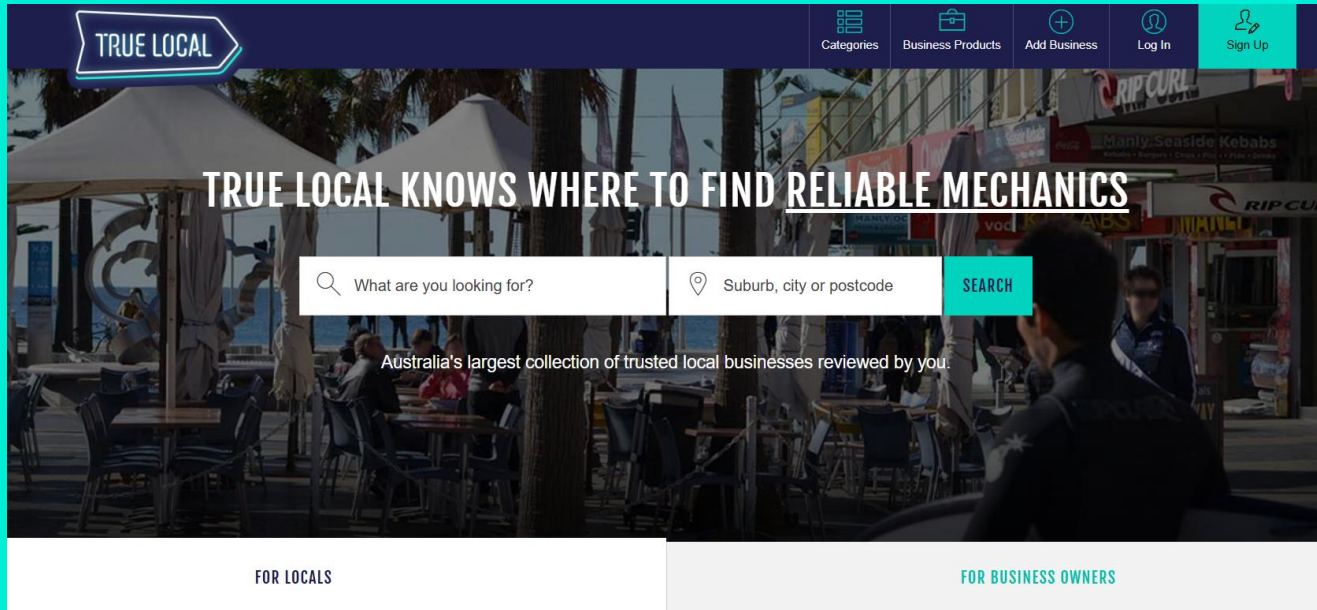 TRUE LOCAL
Categories
Business Products
Add Business
Log In
Sign Up
RIP CURL
Manly Seaside Kebabs
TRUE LOCAL KNOWS WHERE TO FIND RELIABLE MECHANICS
RIP CU
What are you looking for?
Suburb, city or postcode
SEARCH
Australia's largest collection of trusted local businesses reviewed by you.
FOR LOCALS
FOR BUSINESS OWNERS